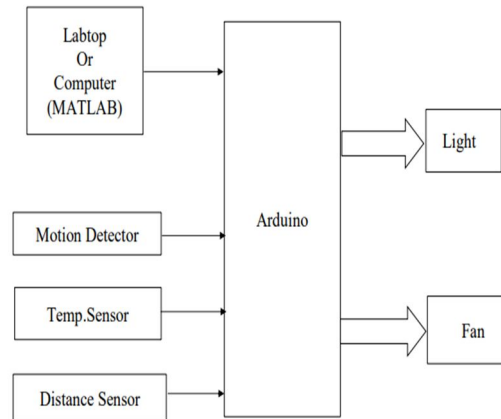 Labtop
Or
Computer
(MATLAB)
Light
Arduino
Motion Detector
Temp.Sensor
Fan
Distance Sensor